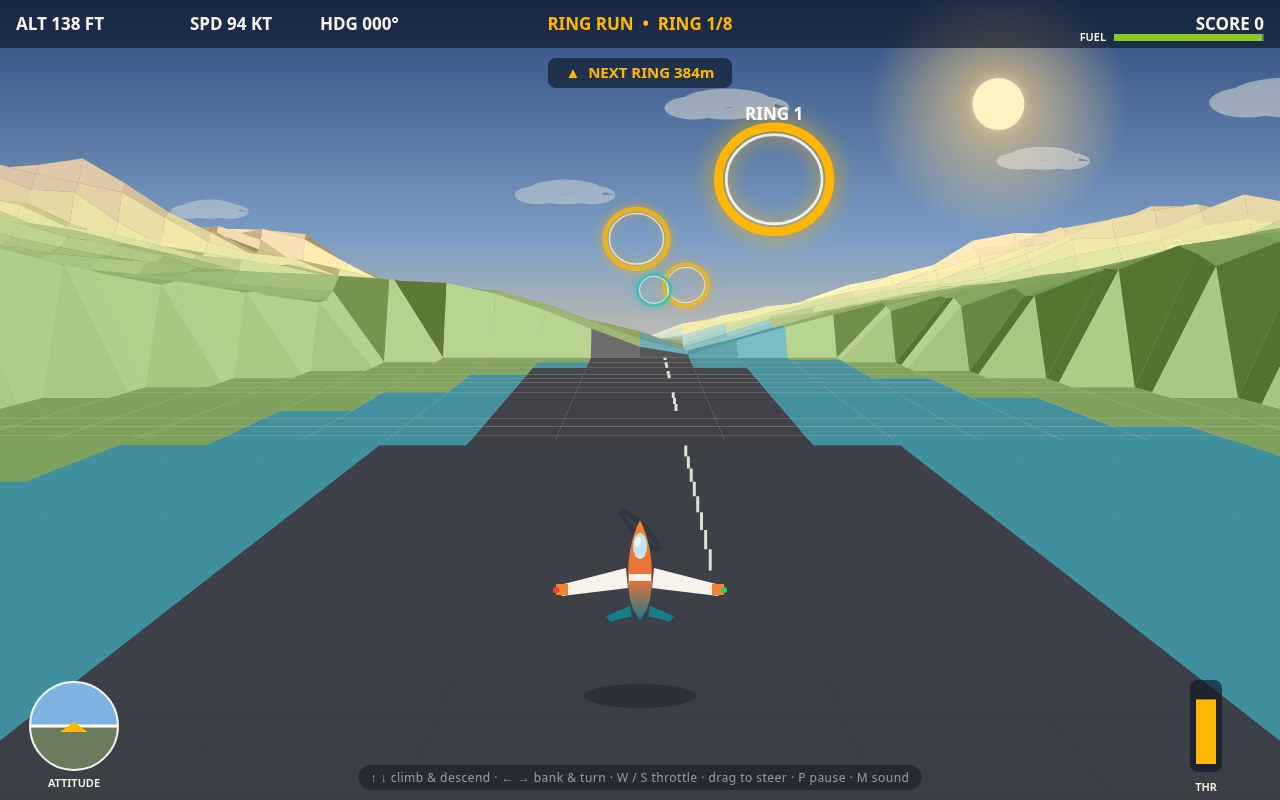 ALT 138 FT
SPD 94 KT
HDG 000°
RING RUN • RING 1/8
SCORE 0
FUEL
▲ NEXT RING 384m
RING 1
ATTITUDE
↑ ↓ climb & descend · ← → bank & turn · W / S throttle · drag to steer · P pause · M sound
THR